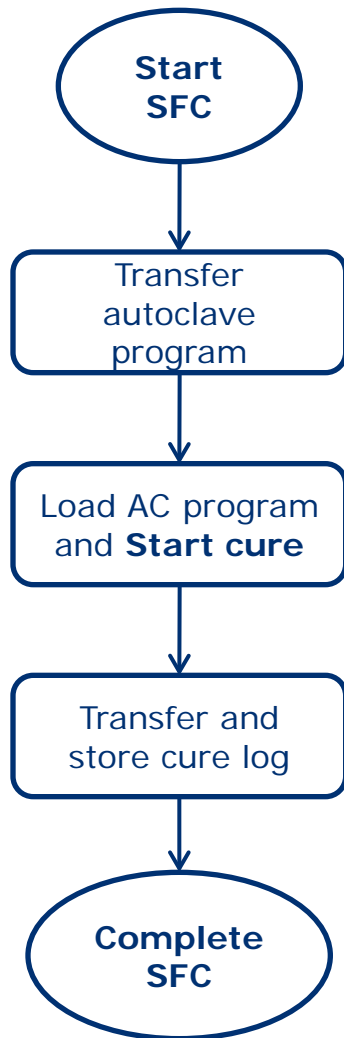 Start
SFC
Transfer
autoclave
program
Load AC program
and Start cure
Transfer and
store cure log
Complete
SFC